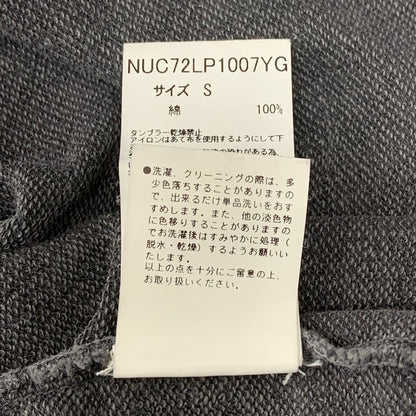 NUC72LP1007YG
サイズ S
綿 100%
タンブラー乾燥禁止
アイロンはあて布を使用するようにして下
●洗濯、クリーニングの際は、多
少色落ちすることがありますの
で、出来るだけ単品洗いをおす
すめします。また、他の淡色物
に色移りすることがありますの
でお洗濯後はすみやかに処理（
脱水・乾燥）するようお願いい
たします。
以上の点を十分にご留意の上、
お取り扱いください。